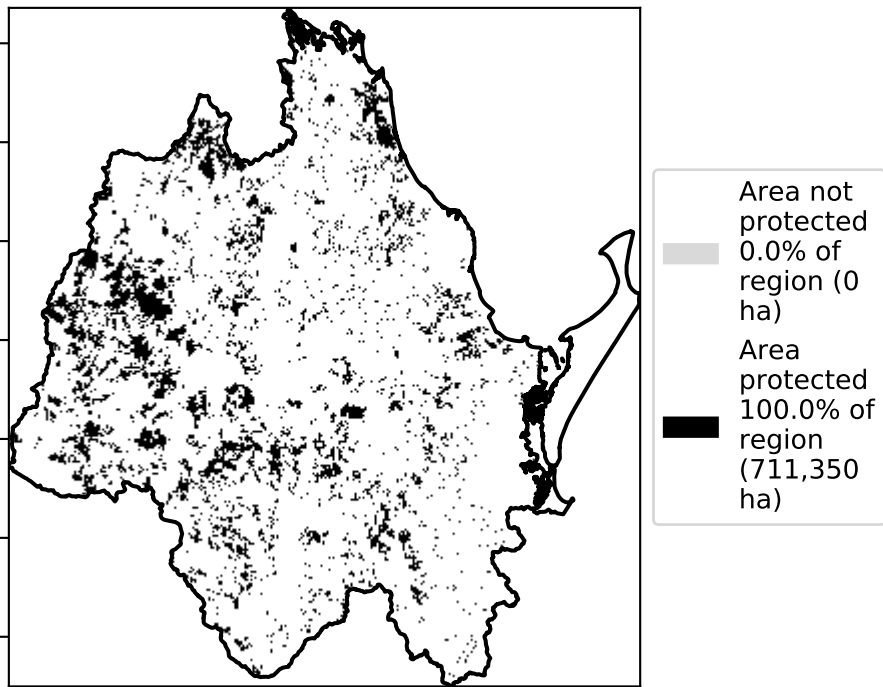 Area not
protected
0.0% of
region (0
ha)
Area
protected
100.0% of
region
(711,350
ha)